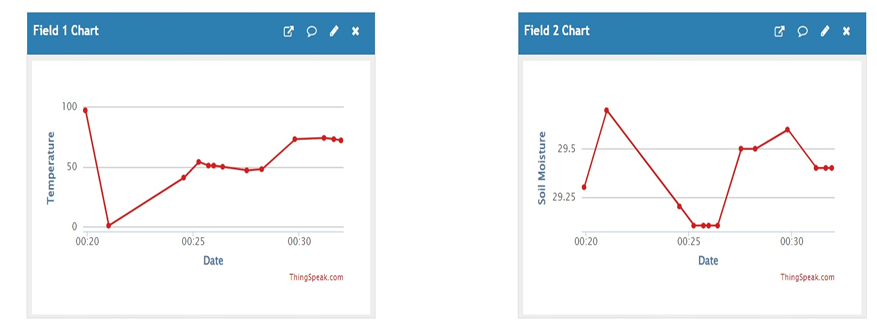 Field 1 Chart
100
50
0
Temperature
00:20 00:25 00:30
Date
ThingSpeak.com
Field 2 Chart
29.5
29.25
Soil Moisture
00:20 00:25 00:30
Date
ThingSpeak.com